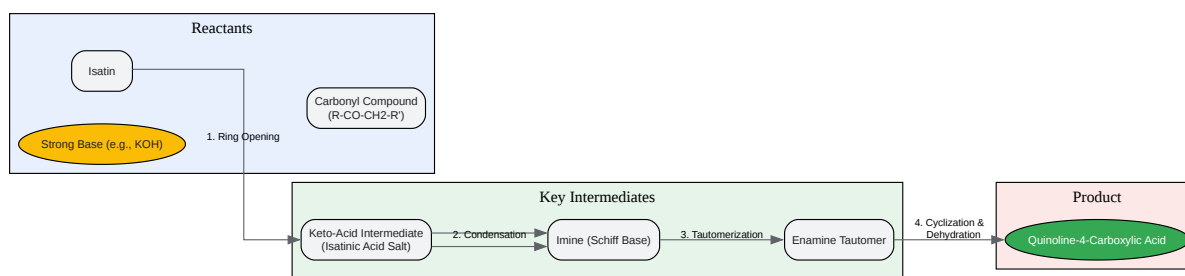 Reactants
Isatin
Carbonyl Compound
(R-CO-CH2-R')
Strong Base (e.g., KOH)
1. Ring Opening
Key Intermediates
Keto-Acid Intermediate
(Isatinic Acid Salt)
2. Condensation
Imine (Schiff Base)
3. Tautomerization
Enamine Tautomer
4. Cyclization &
Dehydration
Product
Quinoline-4-Carboxylic Acid